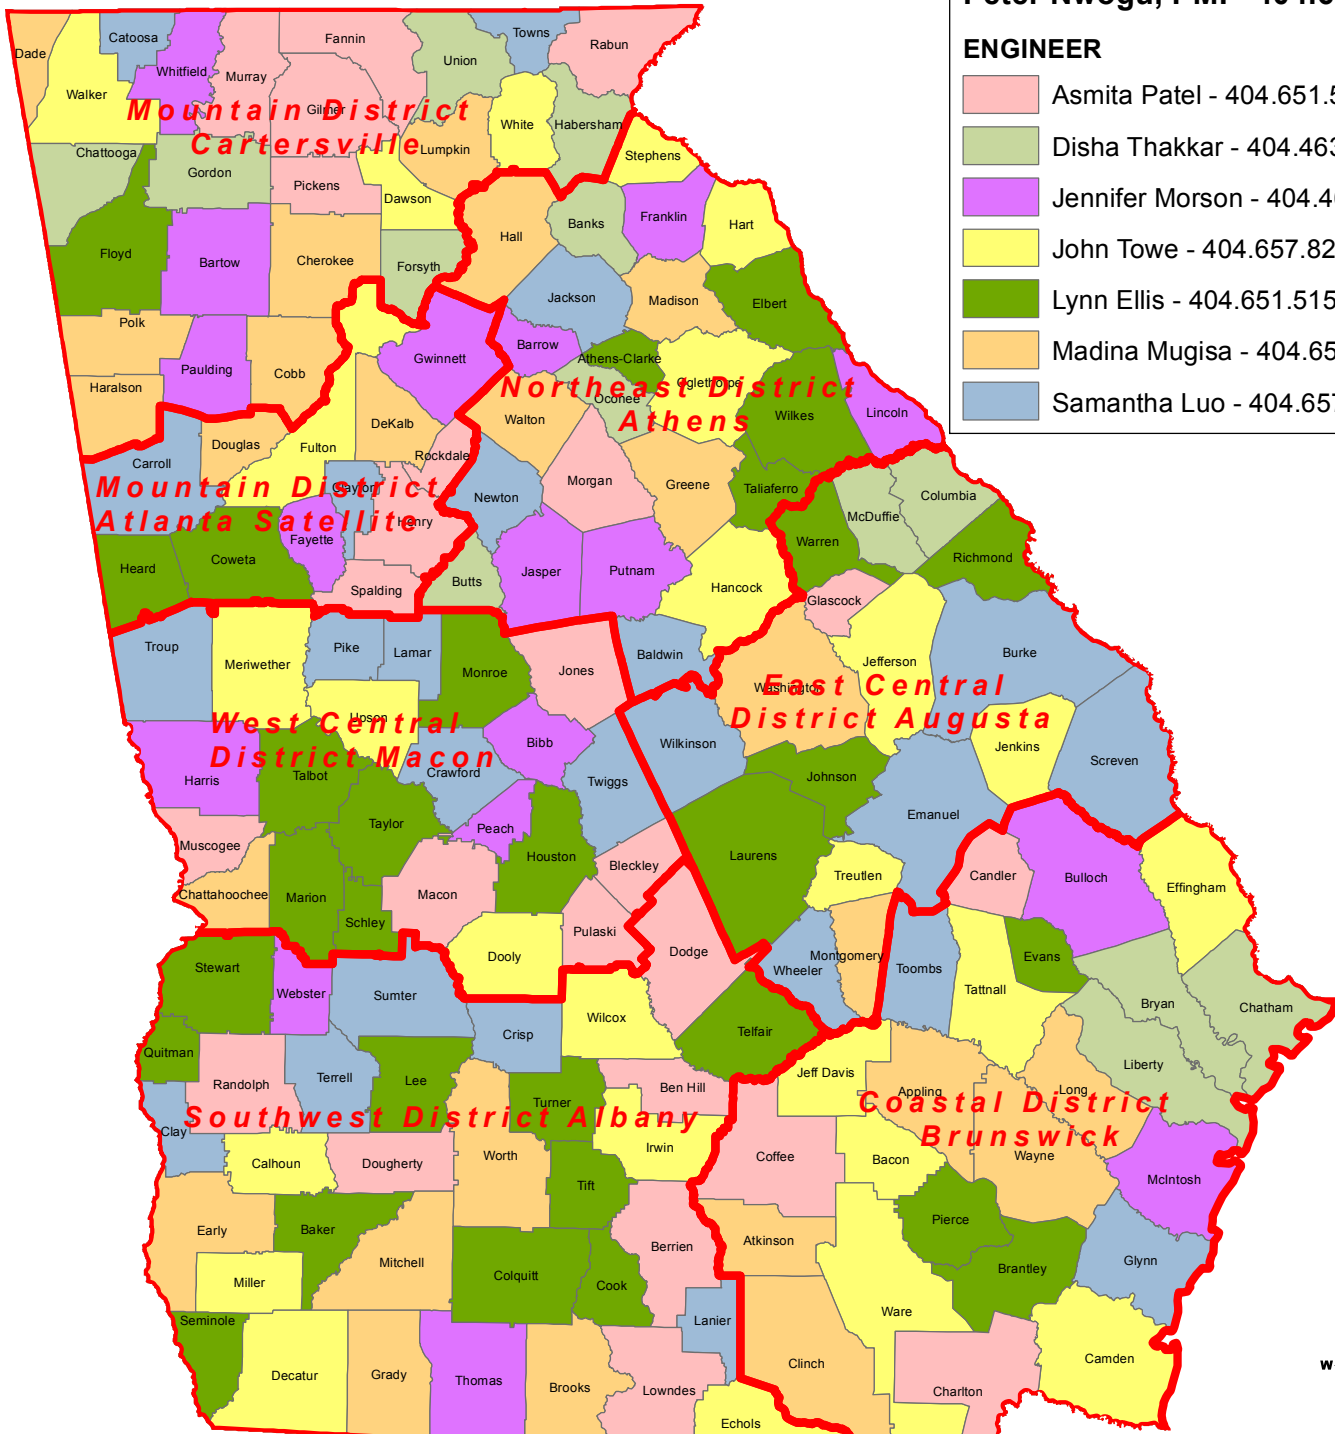 ENGINEER
Asmita Patel - 404.651.5
Disha Thakkar - 404.463
Jennifer Morson - 404.4
John Towe - 404.657.82
Lynn Ellis - 404.651.515
Madina Mugisa - 404.65
Samantha Luo - 404.657
Mountain District
Cartersville
Northeast District
Athens
Mountain District
Atlanta Satellite
West Central
District Macon
East Central
District Augusta
Southwest District Albany
Coastal District
Brunswick
Dade
Walker
Catoosa
Whitfield
Murray
Fannin
Gilmer
Union
Towns
Rabun
White
Habersham
Lumpkin
Stephens
Chattooga
Gordon
Pickens
Dawson
Floyd
Bartow
Cherokee
Forsyth
Hall
Banks
Franklin
Hart
Polk
Paulding
Cobb
Haralson
Gwinnett
Barrow
Jackson
Madison
Elbert
Athens-Clarke
Oconee
Oglethorpe
Wilkes
Lincoln
Carroll
Douglas
Fulton
DeKalb
Rockdale
Walton
Clayton
Henry
Fayette
Newton
Morgan
Greene
Taliaferro
McDuffie
Columbia
Warren
Richmond
Heard
Coweta
Spalding
Butts
Jasper
Putnam
Hancock
Glascock
Troup
Meriwether
Pike
Lamar
Monroe
Jones
Baldwin
Washington
Jefferson
Burke
Upson
Harris
Talbot
Crawford
Bibb
Twiggs
Wilkinson
Johnson
Jenkins
Screven
Emanuel
Muscogee
Taylor
Peach
Houston
Bleckley
Laurens
Treutlen
Candler
Bulloch
Effingham
Chattahoochee
Marion
Schley
Macon
Dooly
Pulaski
Dodge
Wheeler
Montgomery
Toombs
Tattnall
Evans
Bryan
Chatham
Stewart
Webster
Sumter
Crisp
Wilcox
Telfair
Liberty
Quitman
Randolph
Terrell
Lee
Turner
Ben Hill
Jeff Davis
Appling
Long
Wayne
Clay
Calhoun
Dougherty
Worth
Irwin
Coffee
Bacon
McIntosh
Early
Baker
Mitchell
Tift
Berrien
Atkinson
Pierce
Brantley
Glynn
Miller
Colquitt
Cook
Lanier
Ware
Seminole
Decatur
Grady
Thomas
Brooks
Lowndes
Echols
Clinch
Charlton
Camden
W